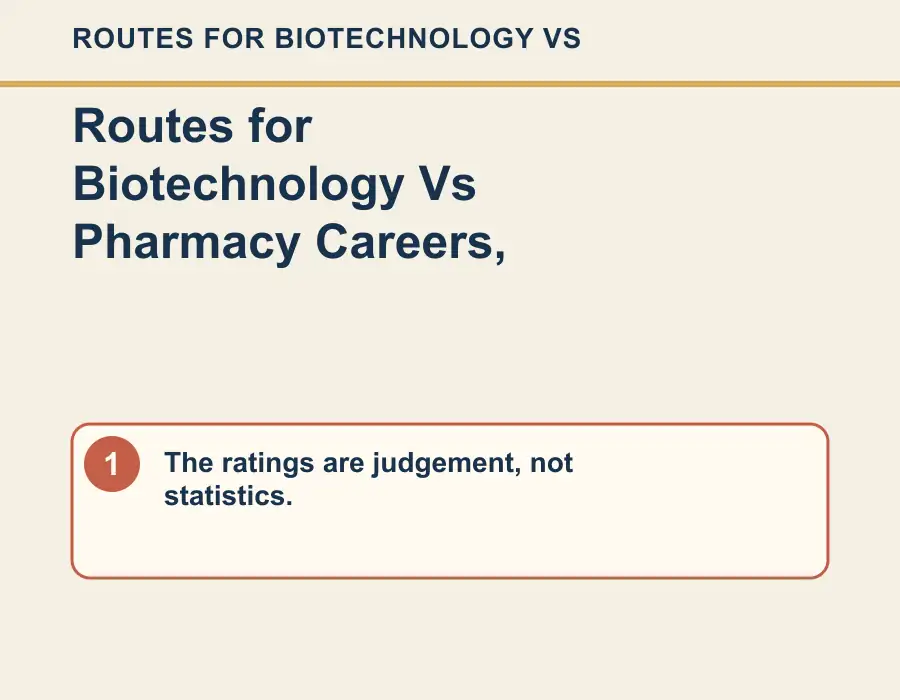 ROUTES FOR BIOTECHNOLOGY VS
Routes for
Biotechnology Vs
Pharmacy Careers,
1
The ratings are judgement, not
statistics.